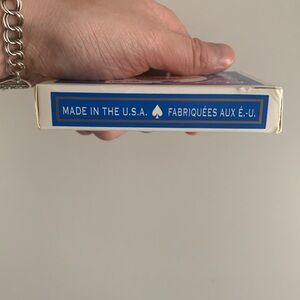 MADE IN THE U.S.A. ♠ FABRIQUÉES AUX É.-U.